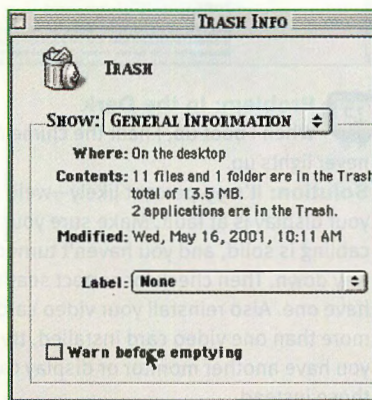 TRASH INFO
TRASH
SHOW: GENERAL INFORMATION
Where: On the desktop
Contents: 11 files and 1 folder are in the Trash
total of 13.5 MB.
2 applications are in the Trash.
Modified: Wed, May 16, 2001, 10:11 AM
Label: None
Warn before emptying